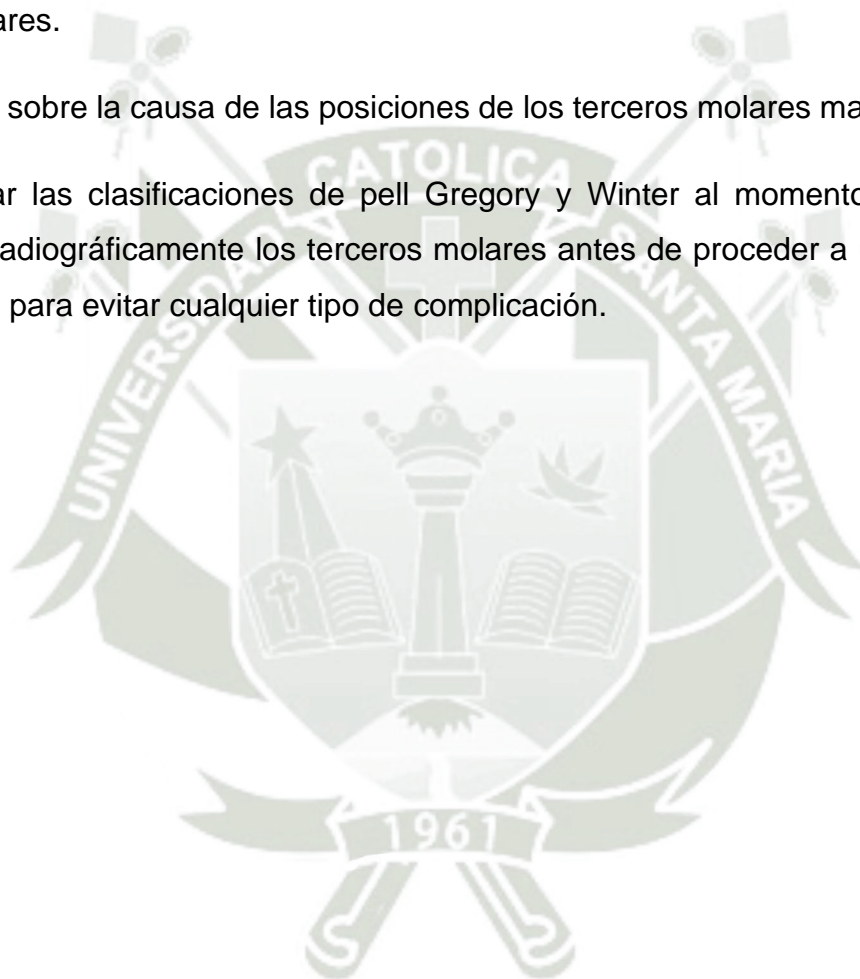 ares.
sobre la causa de las posiciones de los terceros molares ma
ar las clasificaciones de pell Gregory y Winter al momento
adiográficamente los terceros molares antes de proceder a
para evitar cualquier tipo de complicación.
UNIVERSIDAD CATOLICA SANTA MARIA
1961